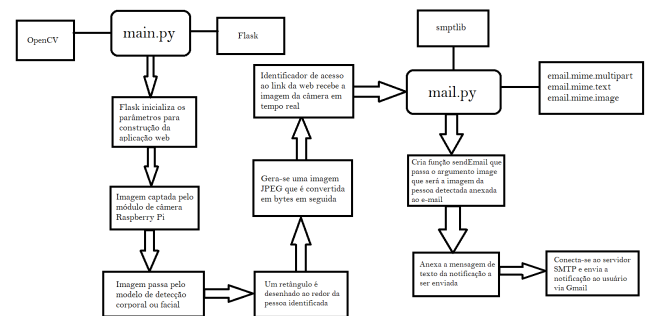 OpenCV
main.py
Flask
Flask inicializa os
parâmetros para
construção da
aplicação web
Imagem captada pelo
módulo de câmera
Raspberry Pi
Imagem passa pelo
modelo de detecção
corporal ou facial
Um retângulo é
desenhado ao redor da
pessoa identificada
Gera-se uma imagem
JPEG que é convertida
em bytes em seguida
Identificador de acesso
ao link da web recebe a
imagem da câmera em
tempo real
smptlib
mail.py
email.mime.multipart
email.mime.text
email.mime.image
Cria função sendEmail que
passa o argumento image
que será a imagem da
pessoa detectada anexada
ao e-mail
Anexa a mensagem de
texto da notificação a
ser enviada
Conecta-se ao servidor
SMTP e envia a
notificação ao usuário
via Gmail